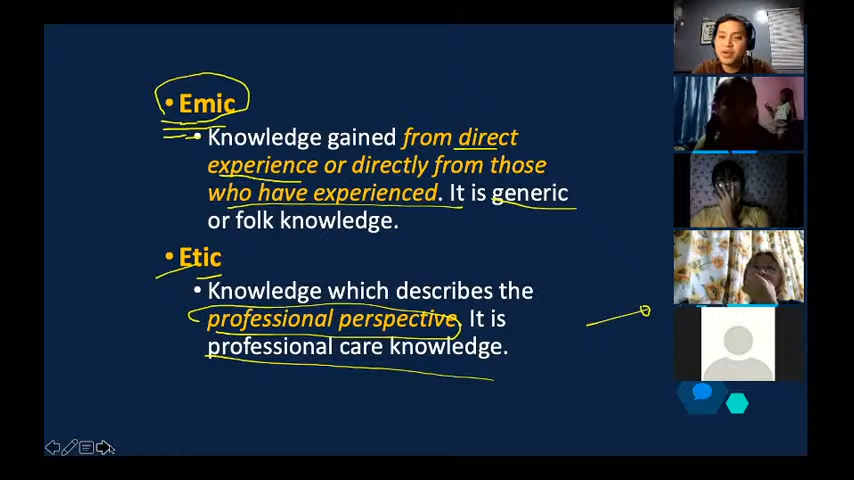 • Emic
• Knowledge gained from direct
experience or directly from those
who have experienced. It is generic
or folk knowledge.
• Etic
• Knowledge which describes the
professional perspective. It is
professional care knowledge.